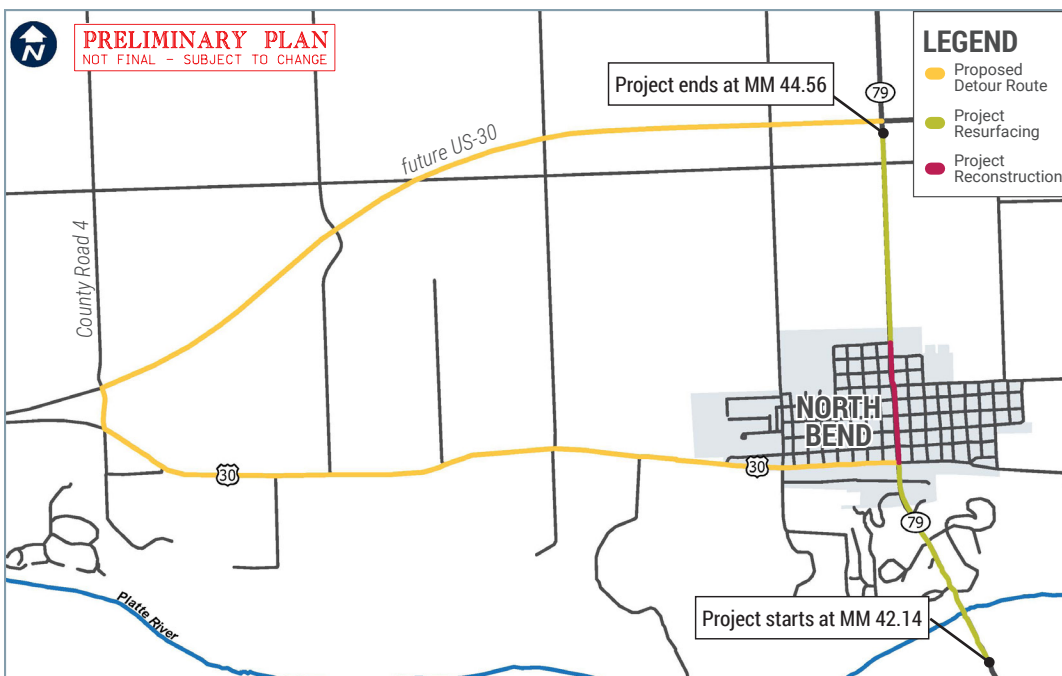 N
PRELIMINARY PLAN
NOT FINAL – SUBJECT TO CHANGE
LEGEND
Proposed
Detour Route
Project
Resurfacing
Project
Reconstruction
Project ends at MM 44.56
79
future US-30
County Road 4
NORTH
BEND
30
30
79
Platte River
Project starts at MM 42.14